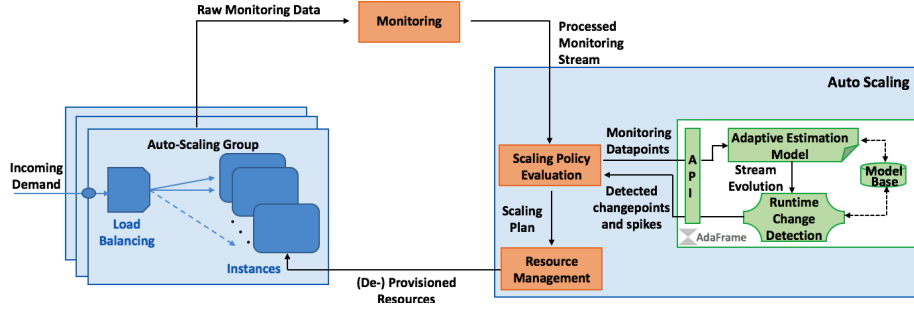 Raw Monitoring Data
Monitoring
Processed
Monitoring
Stream
Auto Scaling
Auto-Scaling Group
Incoming
Demand
Load
Balancing
Instances
Scaling Policy
Evaluation
Monitoring
Datapoints
Detected
changepoints
and spikes
A
P
I
Adaptive Estimation
Model
Stream
Evolution
Model
Base
Runtime
Change
Detection
AdaFrame
Scaling
Plan
Resource
Management
(De-) Provisioned
Resources